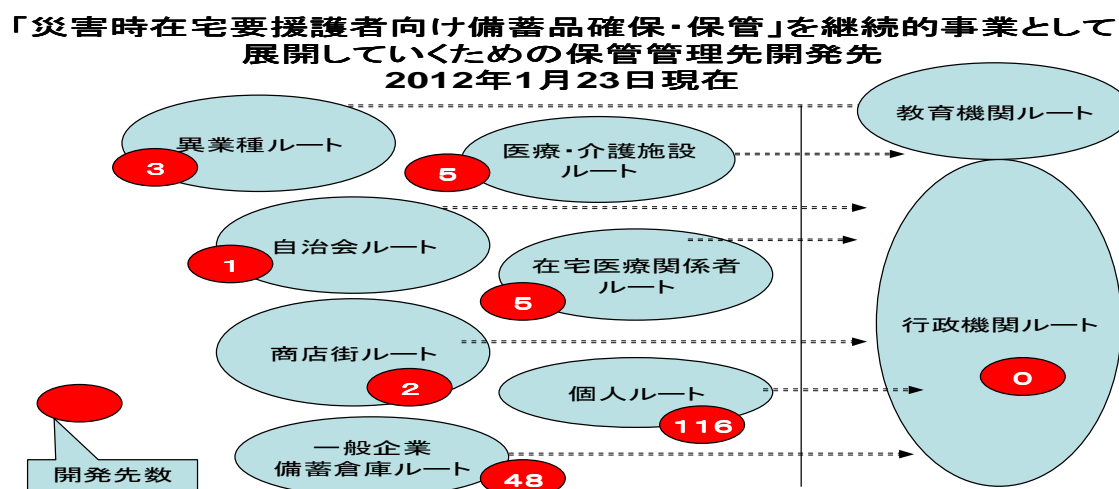 「災害時在宅要援護者向け備蓄品確保・保管」を継続的事業として
展開していくための保管管理先開発先
2012年1月23日現在
教育機関ルート
異業種ルート
3
医療・介護施設
ルート
5
自治会ルート
1
在宅医療関係者
ルート
5
商店街ルート
2
行政機関ルート
0
個人ルート
116
一般企業
備蓄倉庫ルート
48
開発先数